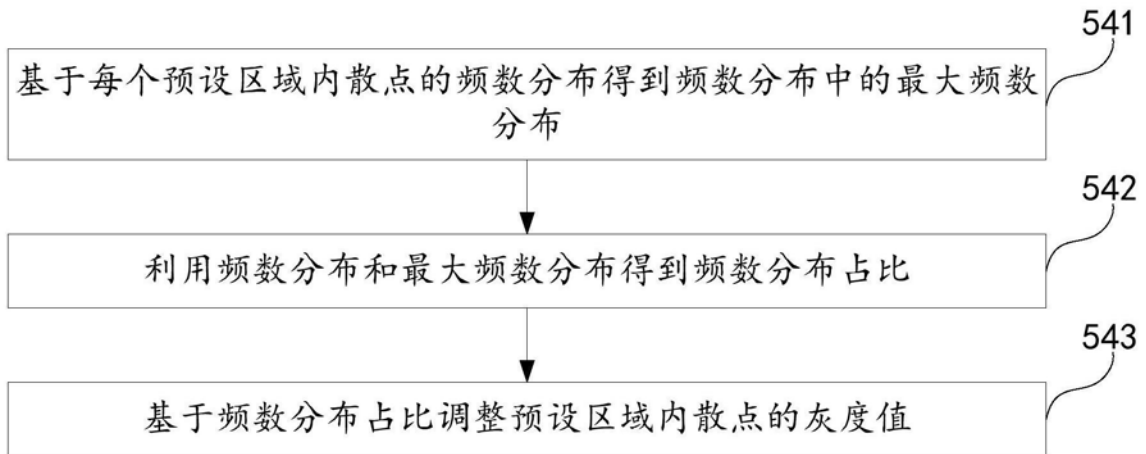 541
基于每个预设区域内散点的频数分布得到频数分布中的最大频数
分布
542
利用频数分布和最大频数分布得到频数分布占比
543
基于频数分布占比调整预设区域内散点的灰度值